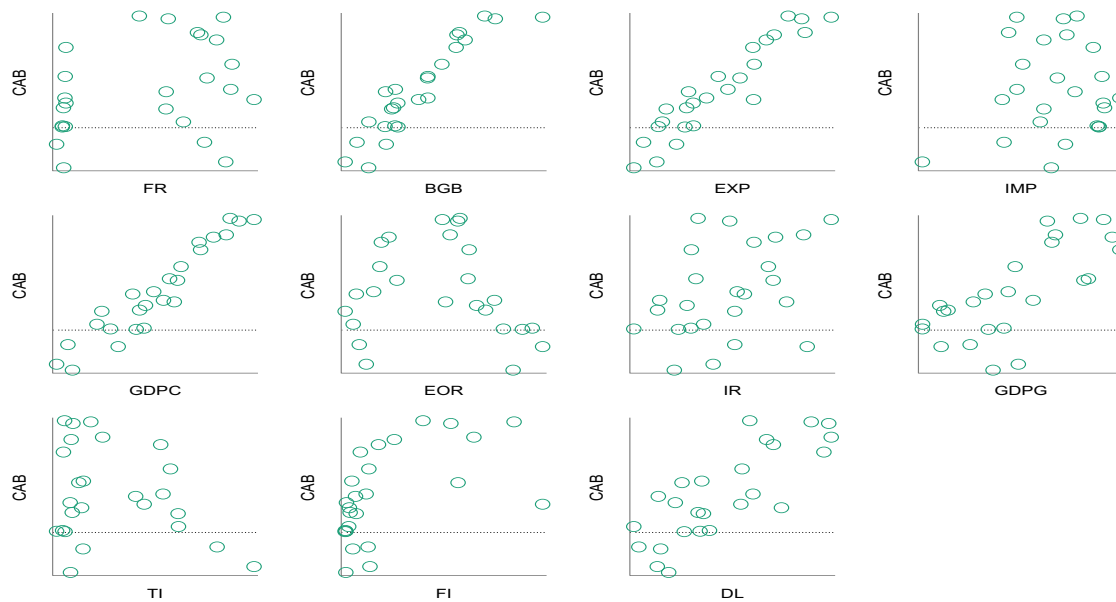 CAB
FR
CAB
BGB
CAB
EXP
CAB
IMP
CAB
GDPC
CAB
EOR
CAB
IR
CAB
GDPG
CAB
TI
CAB
FI
CAB
DL